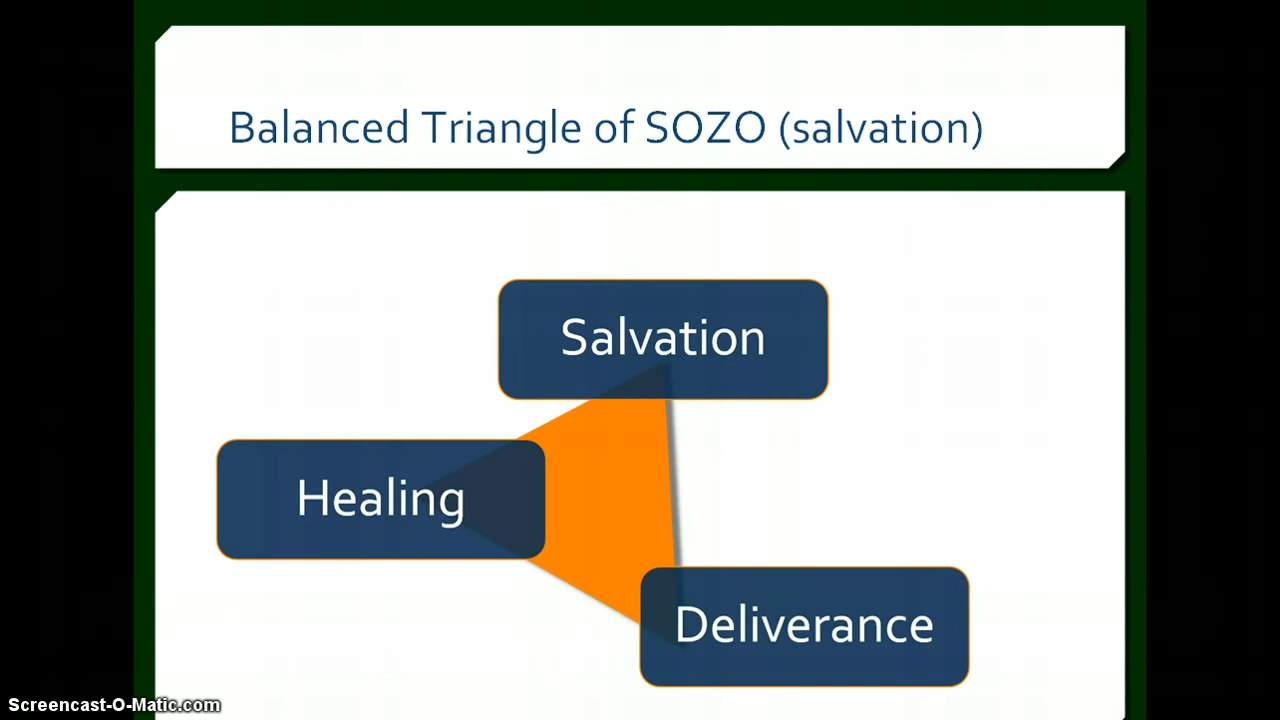 Balanced Triangle of SOZO (salvation)
Salvation
Healing
Deliverance
Screencast-O-Matic.com